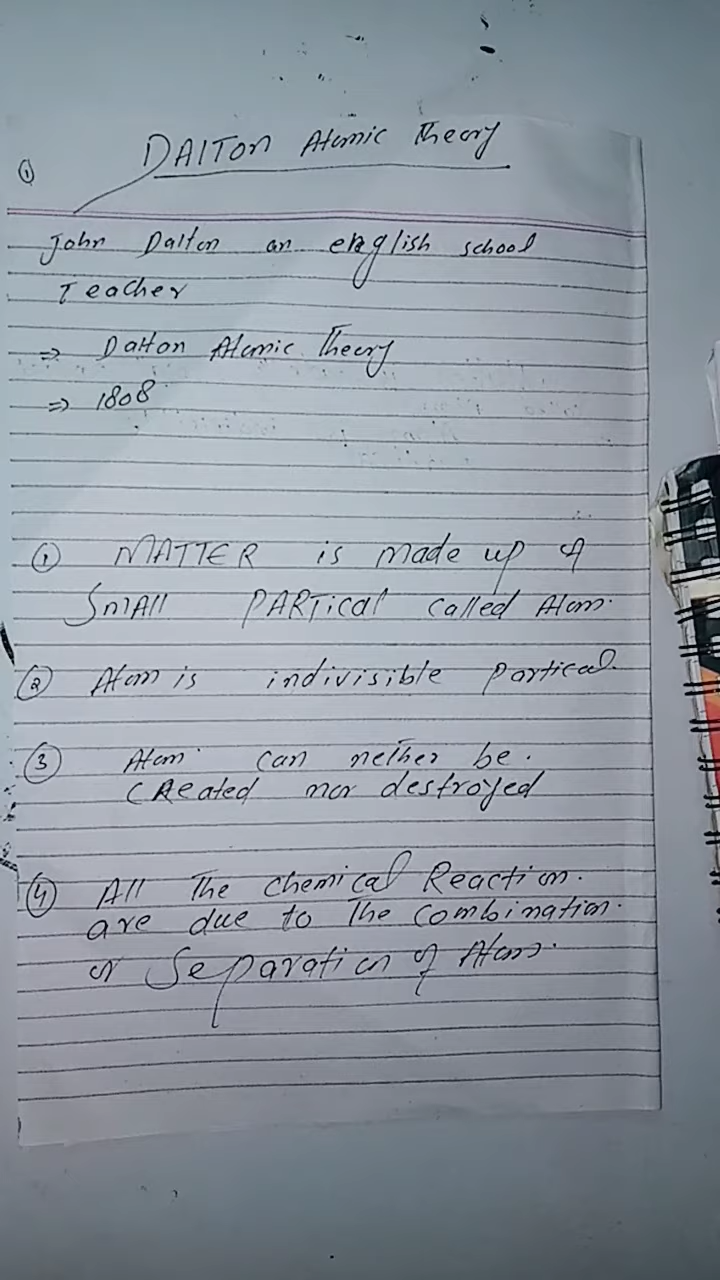 ① DAlTon Atomic Theory
John Dalton an english school
Teacher
⇒ Dalton Atomic Theory
⇒ 1808
① MATTER is made up of
Small PARTical called Atom.
② Atom is indivisible Partical.
③ Atom can neither be.
CReated nor destroyed
④ All The Chemical Reaction.
are due to The Combination.
or Separation of Atom.